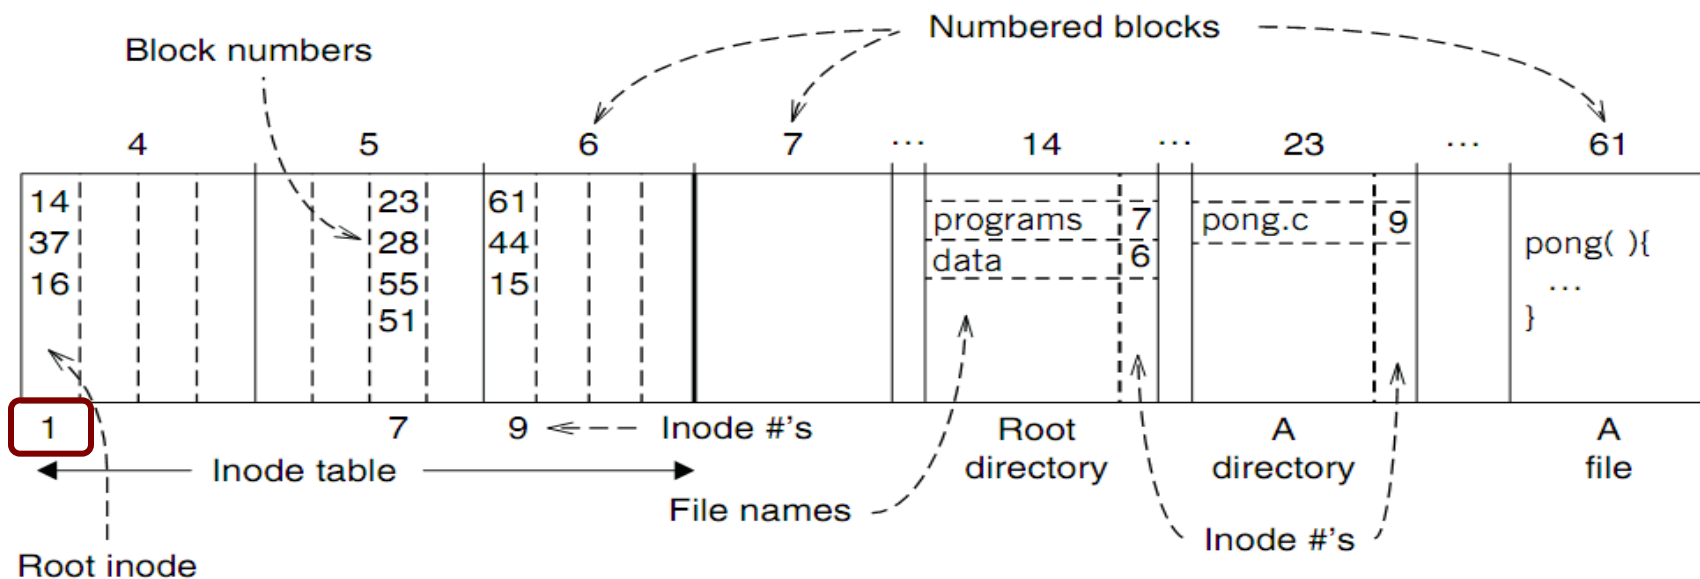 Numbered blocks
Block numbers
4 5 6 7 ... 14 ... 23 ... 61
14 23 61 programs 7 pong.c 9
37 28 44 data 6 pong( ){
16 55 15 ...
51 }
1 7 9 Inode #'s Root A A
Inode table directory directory file
File names
Inode #'s
Root inode